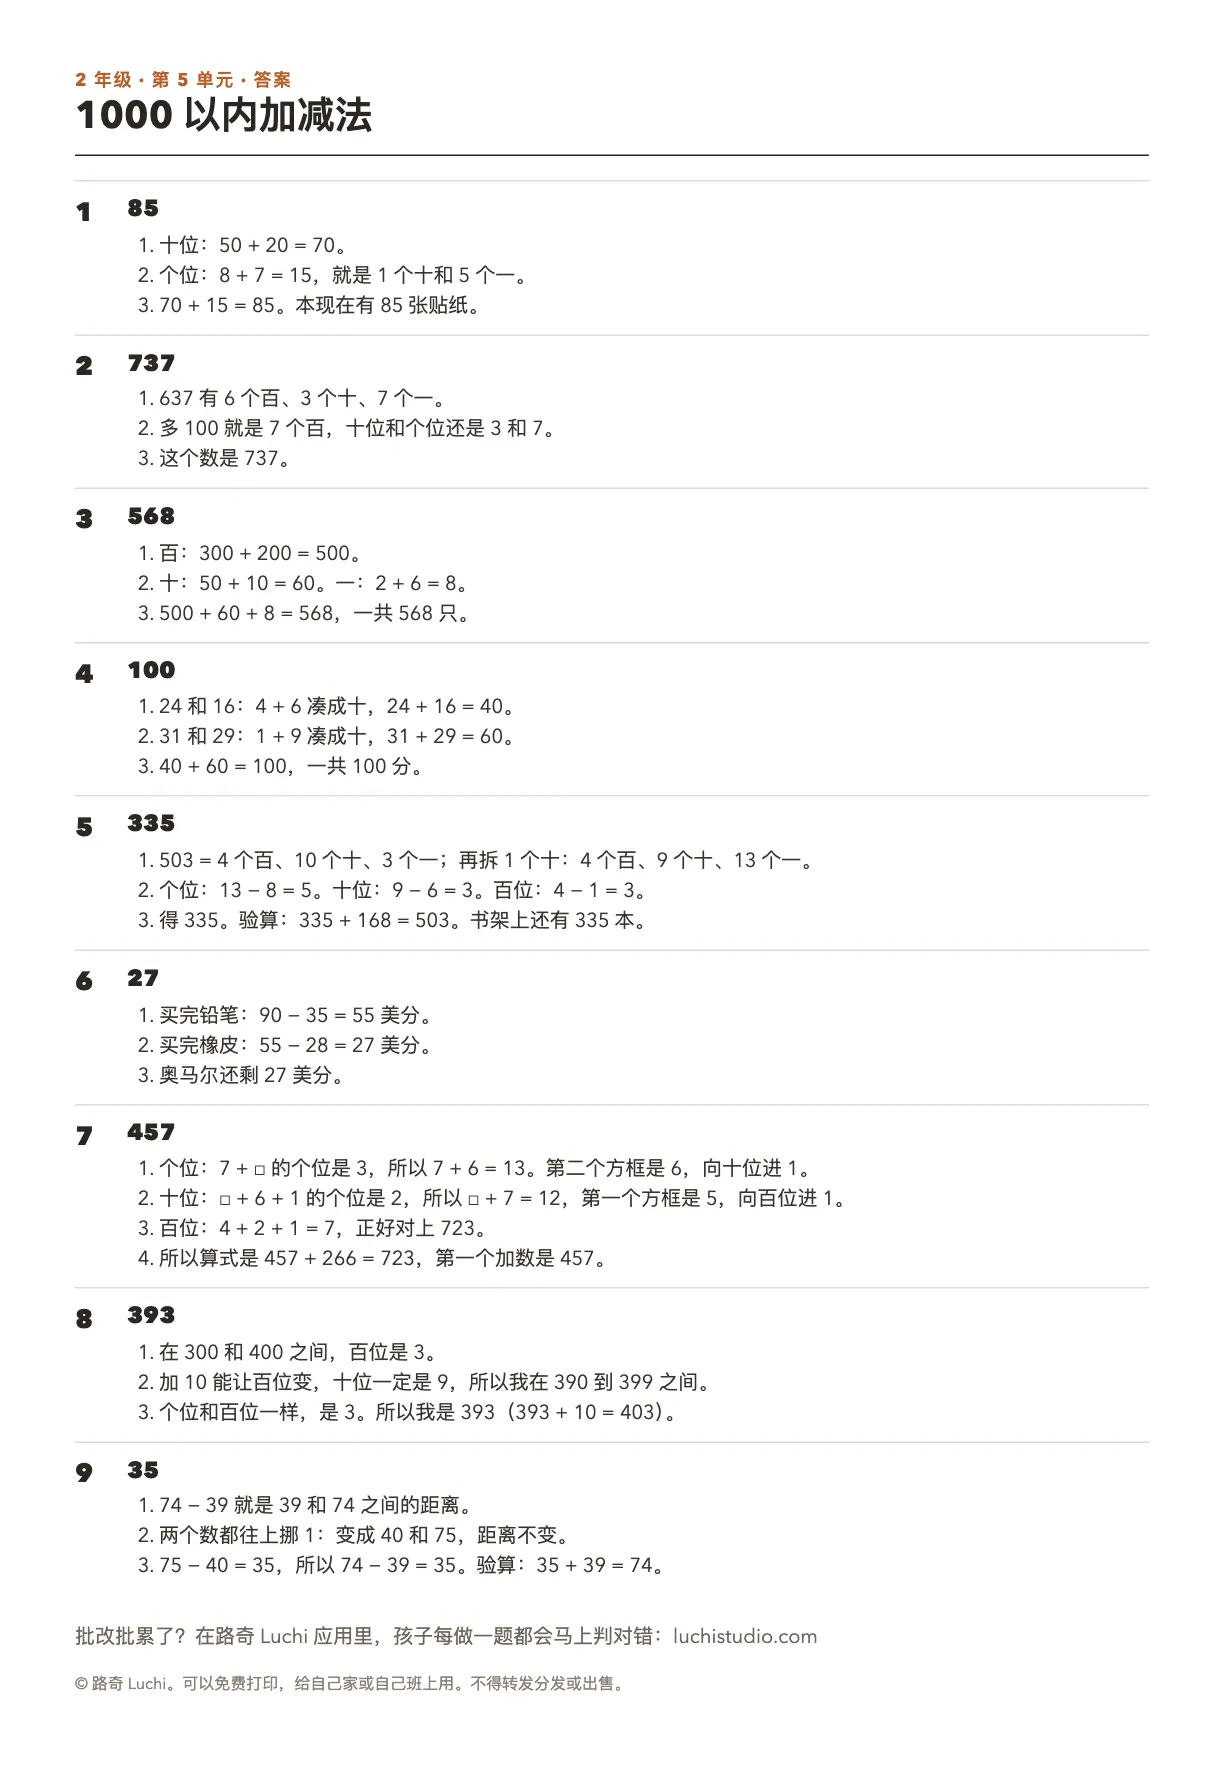 2 年级 · 第 5 单元 · 答案
1000 以内加减法
1 85
1. 十位：50 + 20 = 70。
2. 个位：8 + 7 = 15，就是 1 个十和 5 个一。
3. 70 + 15 = 85。本现在有 85 张贴纸。
2 737
1. 637 有 6 个百、3 个十、7 个一。
2. 多 100 就是 7 个百，十位和个位还是 3 和 7。
3. 这个数是 737。
3 568
1. 百：300 + 200 = 500。
2. 十：50 + 10 = 60。一：2 + 6 = 8。
3. 500 + 60 + 8 = 568，一共 568 只。
4 100
1. 24 和 16：4 + 6 凑成十，24 + 16 = 40。
2. 31 和 29：1 + 9 凑成十，31 + 29 = 60。
3. 40 + 60 = 100，一共 100 分。
5 335
1. 503 = 4 个百、10 个十、3 个一；再拆 1 个十：4 个百、9 个十、13 个一。
2. 个位：13 − 8 = 5。十位：9 − 6 = 3。百位：4 − 1 = 3。
3. 得 335。验算：335 + 168 = 503。书架上还有 335 本。
6 27
1. 买完铅笔：90 − 35 = 55 美分。
2. 买完橡皮：55 − 28 = 27 美分。
3. 奥马尔还剩 27 美分。
7 457
1. 个位：7 + □ 的个位是 3，所以 7 + 6 = 13。第二个方框是 6，向十位进 1。
2. 十位：□ + 6 + 1 的个位是 2，所以 □ + 7 = 12，第一个方框是 5，向百位进 1。
3. 百位：4 + 2 + 1 = 7，正好对上 723。
4. 所以算式是 457 + 266 = 723，第一个加数是 457。
8 393
1. 在 300 和 400 之间，百位是 3。
2. 加 10 能让百位变，十位一定是 9，所以我在 390 到 399 之间。
3. 个位和百位一样，是 3。所以我是 393（393 + 10 = 403）。
9 35
1. 74 − 39 就是 39 和 74 之间的距离。
2. 两个数都往上挪 1：变成 40 和 75，距离不变。
3. 75 − 40 = 35，所以 74 − 39 = 35。验算：35 + 39 = 74。
批改批累了？在路奇 Luchi 应用里，孩子每做一题都会马上判对错：luchistudio.com
© 路奇 Luchi。可以免费打印，给自己家或自己班上用。不得转发分发或出售。